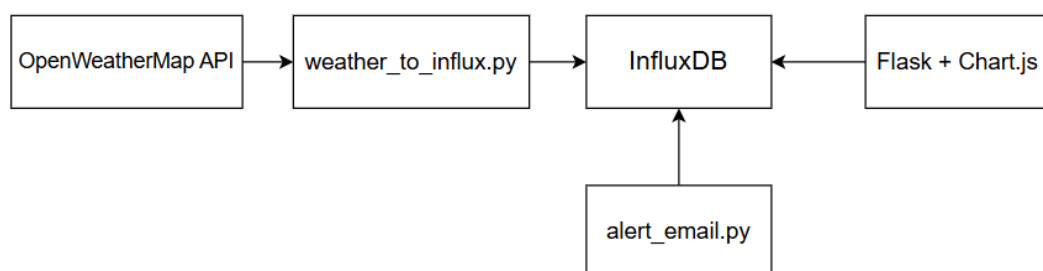 OpenWeatherMap API
weather_to_influx.py
InfluxDB
Flask + Chart.js
alert_email.py